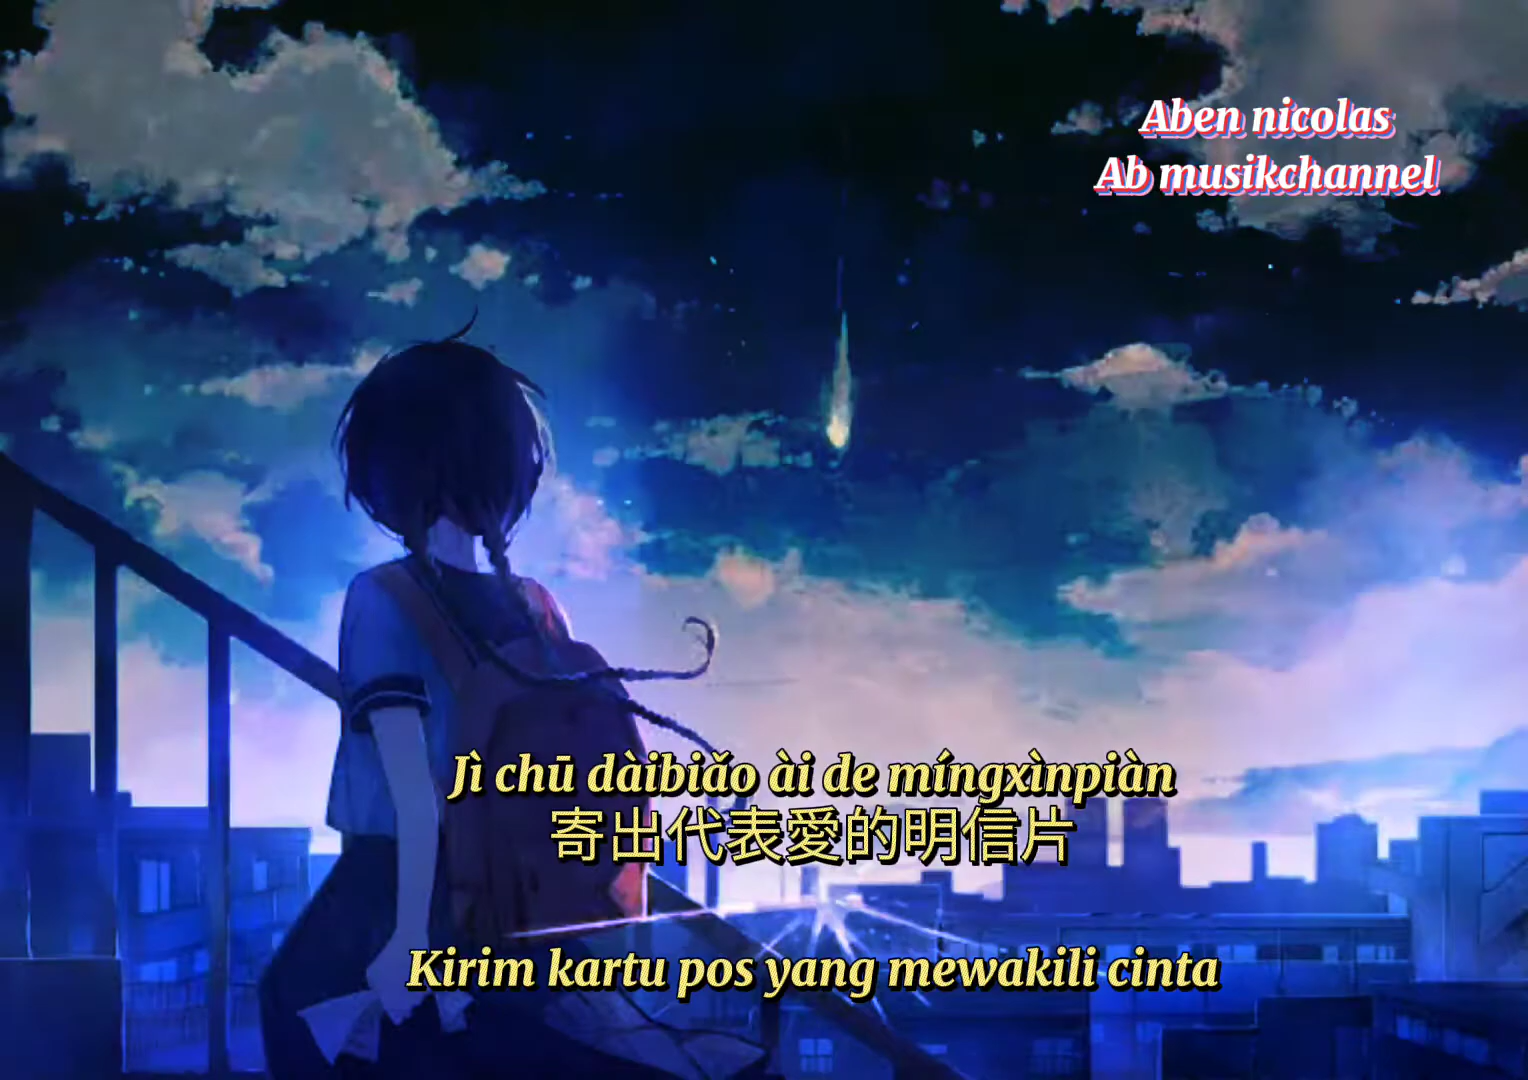 Aben nicolas
Ab musikchannel
Jì chū dàibiǎo ài de míngxìnpiàn
寄出代表愛的明信片
Kirim kartu pos yang mewakili cinta